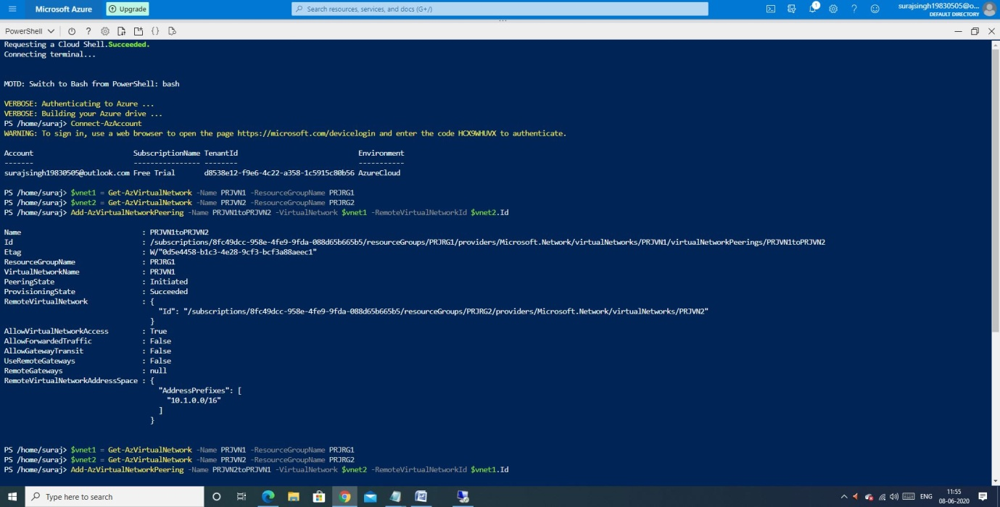 Microsoft Azure
Upgrade
Search resources, services, and docs (G+/)
1
surajsingh19830505@o...
DEFAULT DIRECTORY
PowerShell
Requesting a Cloud Shell.Succeeded.
Connecting terminal...
MOTD: Switch to Bash from PowerShell: bash
VERBOSE: Authenticating to Azure ...
VERBOSE: Building your Azure drive ...
PS /home/suraj> Connect-AzAccount
WARNING: To sign in, use a web browser to open the page https://microsoft.com/devicelogin and enter the code HCX9WHUVX to authenticate.
Account SubscriptionName TenantId Environment
------- ---------------- -------- -----------
surajsingh19830505@outlook.com Free Trial d8538e12-f9e6-4c22-a358-1c5915c80b56 AzureCloud
PS /home/suraj> $vnet1 = Get-AzVirtualNetwork -Name PRJVN1 -ResourceGroupName PRJRG1
PS /home/suraj> $vnet2 = Get-AzVirtualNetwork -Name PRJVN2 -ResourceGroupName PRJRG2
PS /home/suraj> Add-AzVirtualNetworkPeering -Name PRJVN1toPRJVN2 -VirtualNetwork $vnet1 -RemoteVirtualNetworkId $vnet2.Id
Name : PRJVN1toPRJVN2
Id : /subscriptions/8fc49dcc-958e-4fe9-9fda-088d65b665b5/resourceGroups/PRJRG1/providers/Microsoft.Network/virtualNetworks/PRJVN1/virtualNetworkPeerings/PRJVN1toPRJVN2
Etag : W/"0d5e4458-b1c3-4e28-9cf3-bcf3a88aeec1"
ResourceGroupName : PRJRG1
VirtualNetworkName : PRJVN1
PeeringState : Initiated
ProvisioningState : Succeeded
RemoteVirtualNetwork : {
"Id": "/subscriptions/8fc49dcc-958e-4fe9-9fda-088d65b665b5/resourceGroups/PRJRG2/providers/Microsoft.Network/virtualNetworks/PRJVN2"
}
AllowVirtualNetworkAccess : True
AllowForwardedTraffic : False
AllowGatewayTransit : False
UseRemoteGateways : False
RemoteGateways : null
RemoteVirtualNetworkAddressSpace : {
"AddressPrefixes": [
"10.1.0.0/16"
]
}
PS /home/suraj> $vnet1 = Get-AzVirtualNetwork -Name PRJVN1 -ResourceGroupName PRJRG1
PS /home/suraj> $vnet2 = Get-AzVirtualNetwork -Name PRJVN2 -ResourceGroupName PRJRG2
PS /home/suraj> Add-AzVirtualNetworkPeering -Name PRJVN2toPRJVN1 -VirtualNetwork $vnet2 -RemoteVirtualNetworkId $vnet1.Id
Type here to search
ENG
11:55
08-06-2020